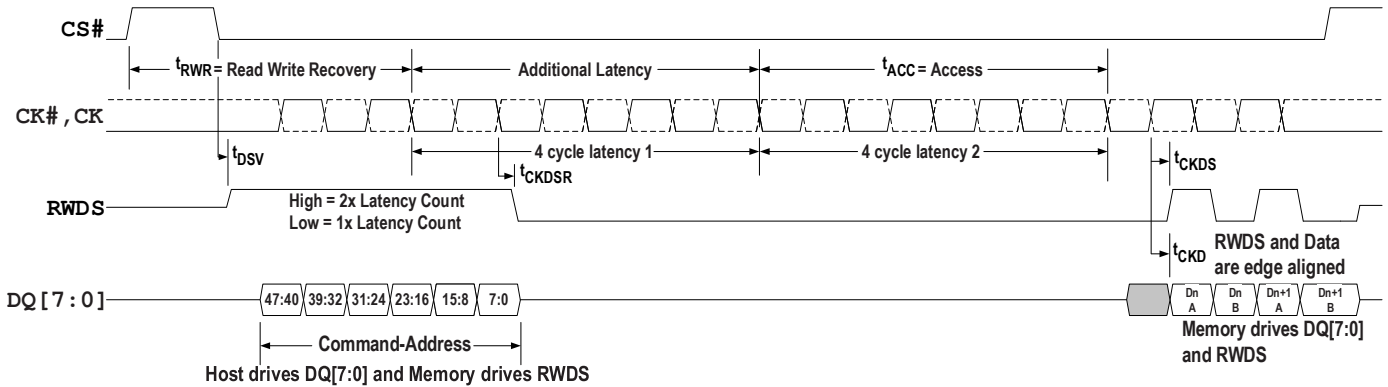 CS#
tRWR = Read Write Recovery
Additional Latency
tACC = Access
CK#,CK
tDSV
4 cycle latency 1
4 cycle latency 2
tCKDSR
tCKDS
RWDS
High = 2x Latency Count
Low = 1x Latency Count
tCKD
RWDS and Data
are edge aligned
DQ[7:0]
47:40 39:32 31:24 23:16 15:8 7:0
Dn A
Dn B
Dn+1 A
Dn+1 B
Command-Address
Memory drives DQ[7:0]
and RWDS
Host drives DQ[7:0] and Memory drives RWDS